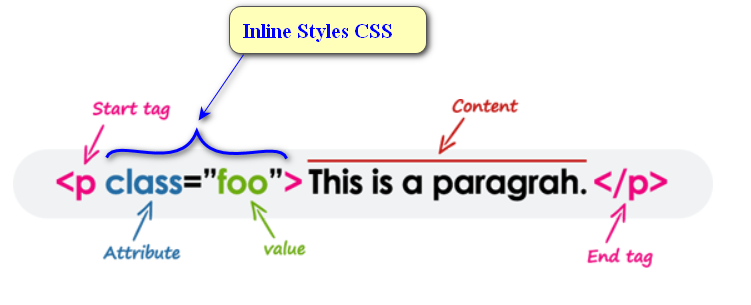 Inline Styles CSS
Start tag
Content
<p class="foo">This is a paragrah.</p>
Attribute
value
End tag